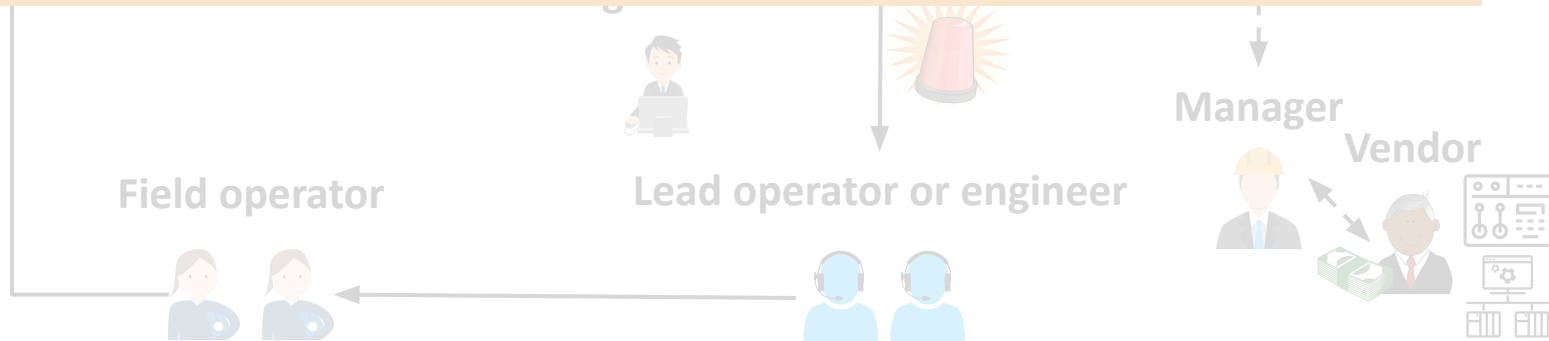 Manager
Vendor
Field operator
Lead operator or engineer